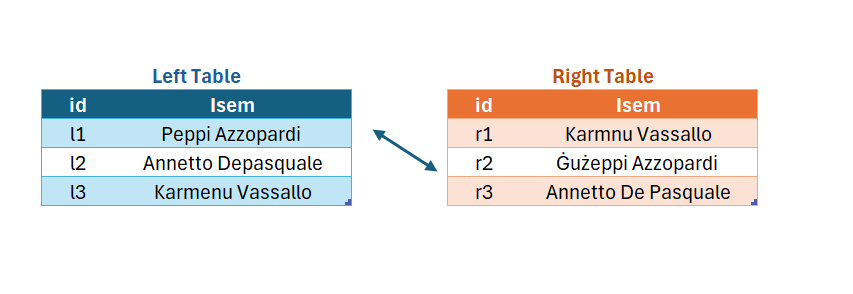 Left Table
id Isem
l1 Peppi Azzopardi
l2 Annetto Depasquale
l3 Karmenu Vassallo
Right Table
id Isem
r1 Karmnu Vassallo
r2 Ġużeppi Azzopardi
r3 Annetto De Pasquale